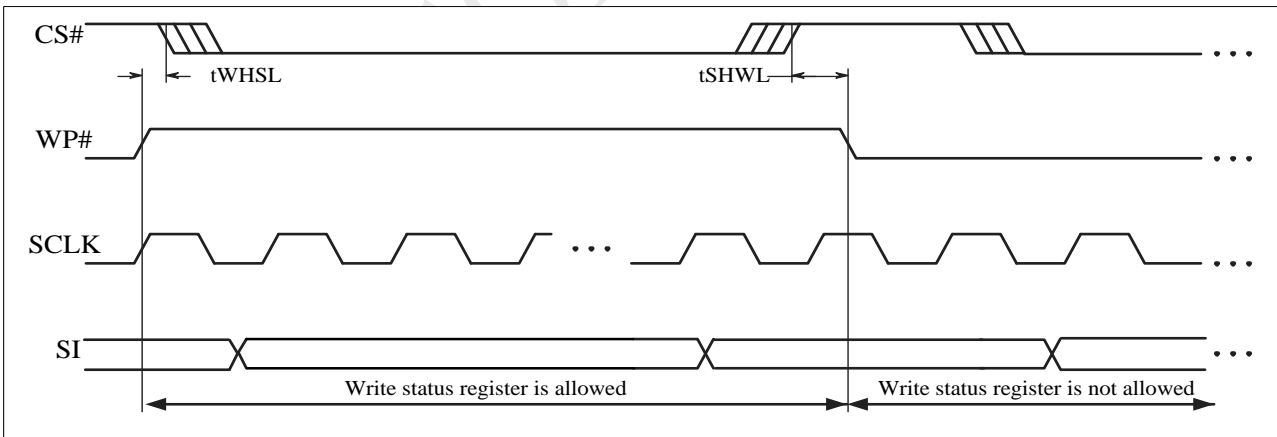 CS#
tWHSL
tSHWL
WP#
SCLK
SI
Write status register is allowed
Write status register is not allowed